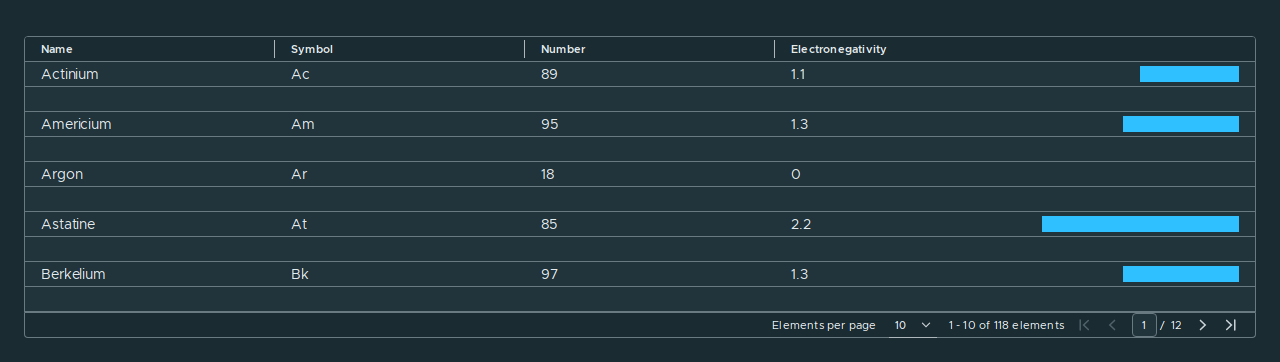 Name Symbol Number Electronegativity
Actinium Ac 89 1.1
Americium Am 95 1.3
Argon Ar 18 0
Astatine At 85 2.2
Berkelium Bk 97 1.3
Elements per page 10 1 - 10 of 118 elements 1 / 12